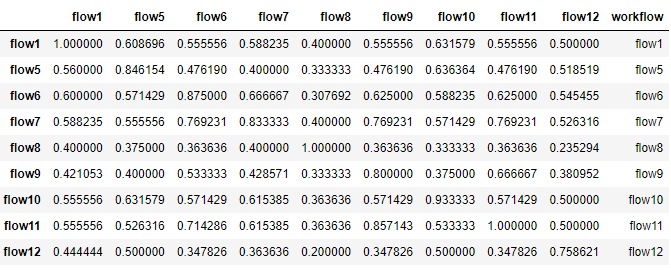 flow1 flow5 flow6 flow7 flow8 flow9 flow10 flow11 flow12 workflow
flow1 1.000000 0.608696 0.555556 0.588235 0.400000 0.555556 0.631579 0.555556 0.500000 flow1
flow5 0.560000 0.846154 0.476190 0.400000 0.333333 0.476190 0.636364 0.476190 0.518519 flow5
flow6 0.600000 0.571429 0.875000 0.666667 0.307692 0.625000 0.588235 0.625000 0.545455 flow6
flow7 0.588235 0.555556 0.769231 0.833333 0.400000 0.769231 0.571429 0.769231 0.526316 flow7
flow8 0.400000 0.375000 0.363636 0.400000 1.000000 0.363636 0.333333 0.363636 0.235294 flow8
flow9 0.421053 0.400000 0.533333 0.428571 0.333333 0.800000 0.375000 0.666667 0.380952 flow9
flow10 0.555556 0.631579 0.571429 0.615385 0.363636 0.571429 0.933333 0.571429 0.500000 flow10
flow11 0.555556 0.526316 0.714286 0.615385 0.363636 0.857143 0.533333 1.000000 0.500000 flow11
flow12 0.444444 0.500000 0.347826 0.363636 0.200000 0.347826 0.500000 0.347826 0.758621 flow12